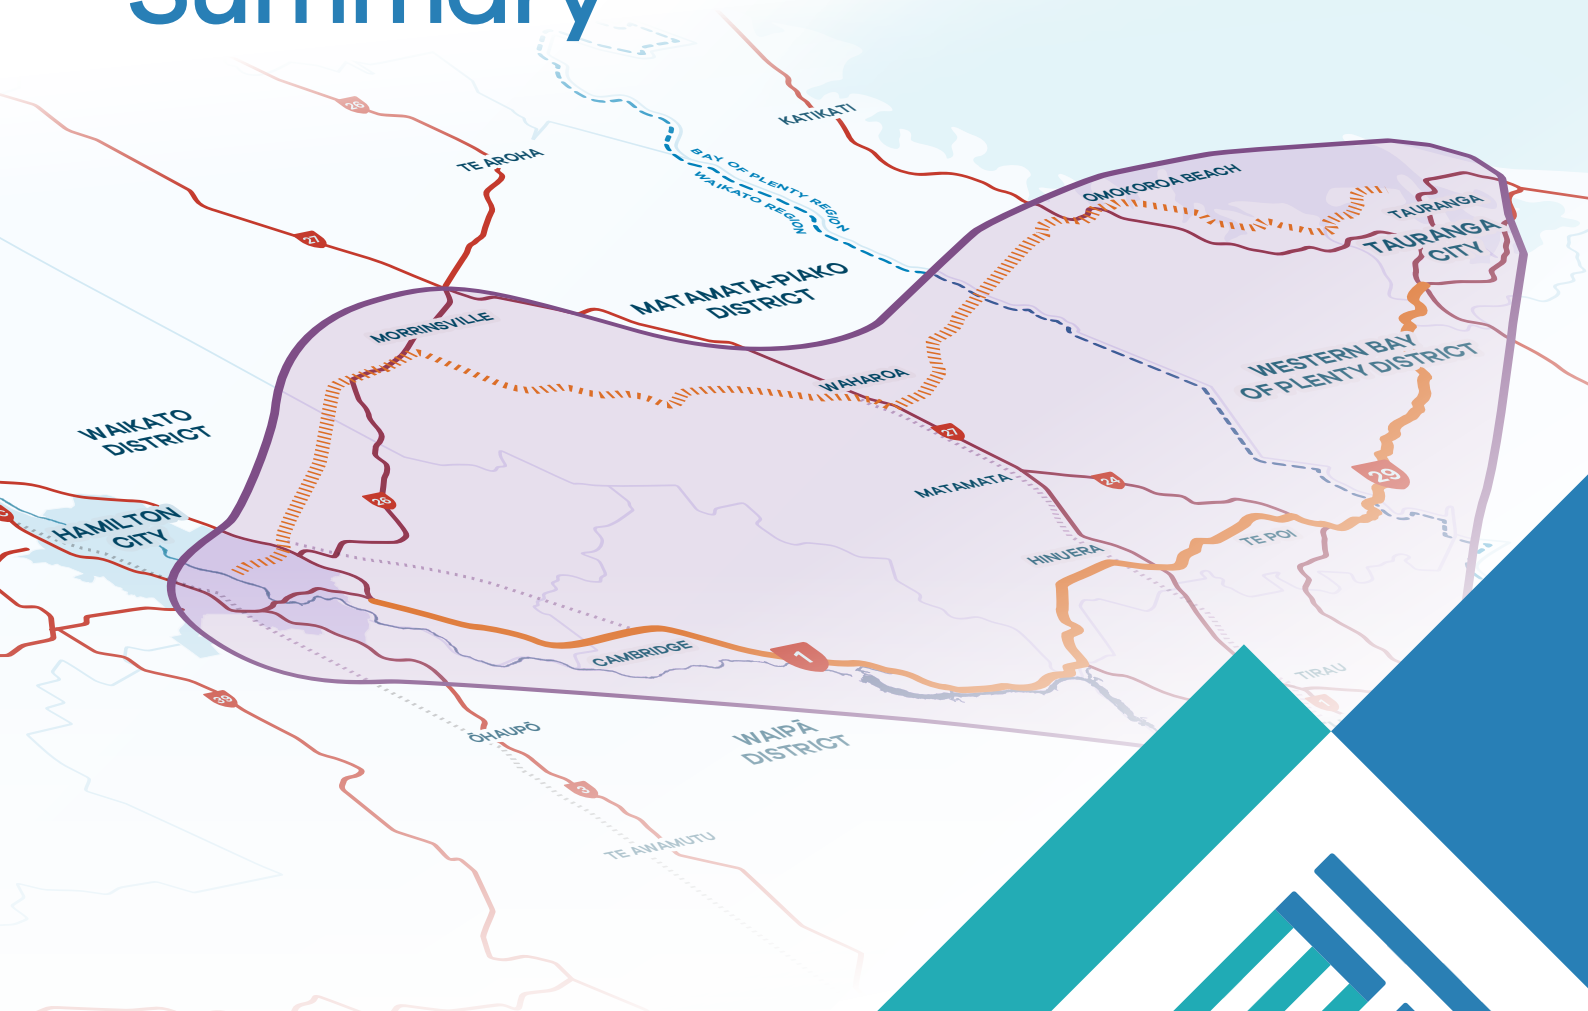 Summary
26
KATIKATI
TE AROHA
BAY OF PLENTY REGION
WAIKATO REGION
OMOKOROA BEACH
TAURANGA
TAURANGA
CITY
27
MATAMATA-PIAKO
DISTRICT
MORRINSVILLE
WESTERN BAY
OF PLENTY DISTRICT
WAHAROA
WAIKATO
DISTRICT
27
29
24
MATAMATA
26
HAMILTON
CITY
TE POI
HINUERA
CAMBRIDGE
1
TIRAU
1
39
ŌHAUPŌ
WAIPĀ
DISTRICT
3
TE AWAMUTU